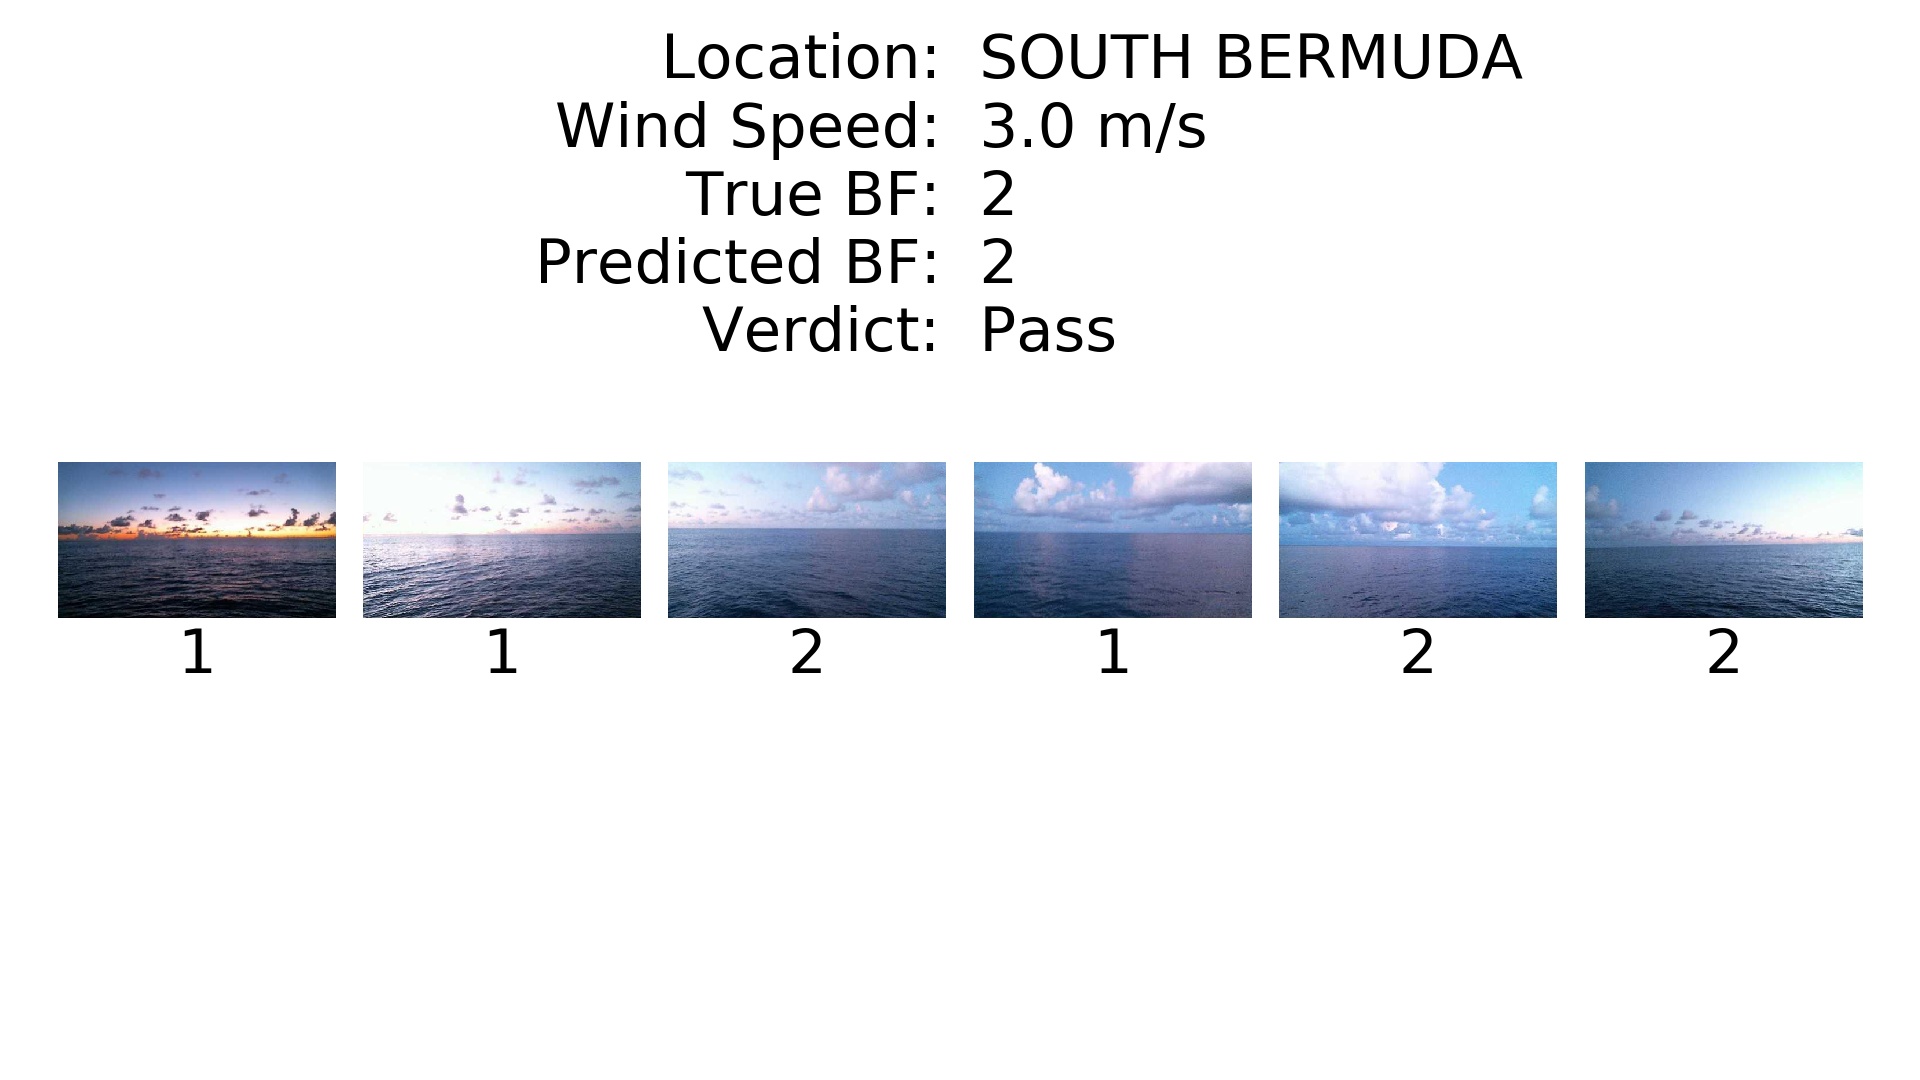 Location: SOUTH BERMUDA
Wind Speed: 3.0 m/s
True BF: 2
Predicted BF: 2
Verdict: Pass
1 1 2 1 2 2